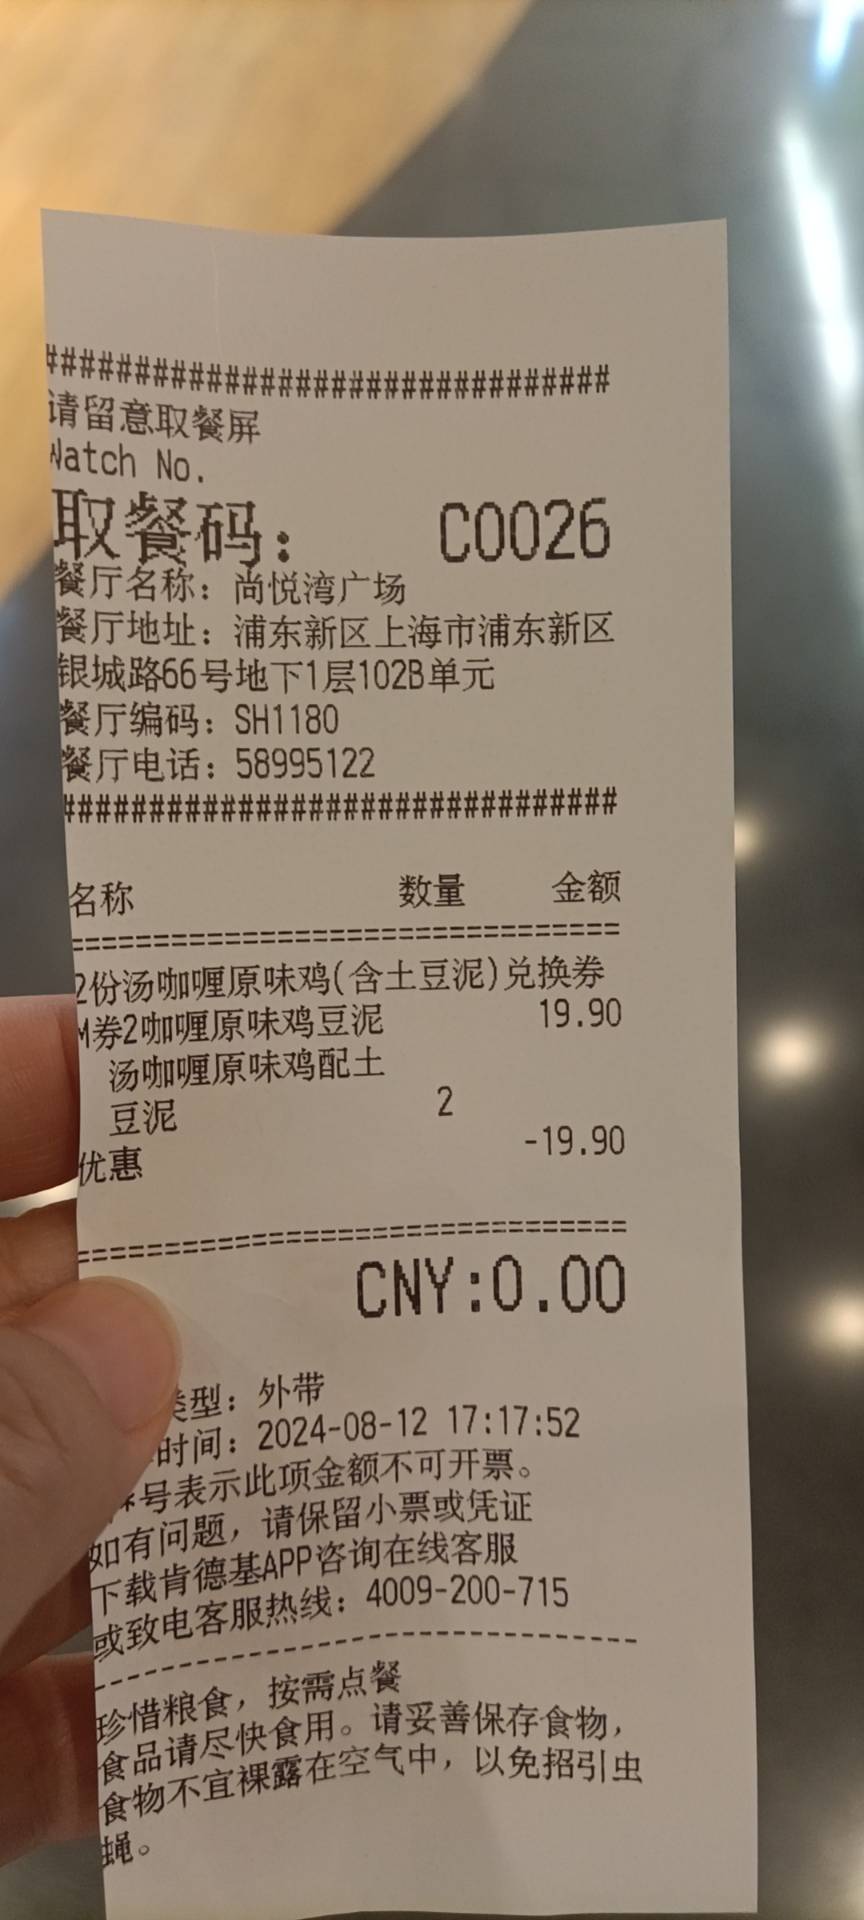 ################################
请留意取餐屏
Watch No.
取餐码： C0026
餐厅名称：尚悦湾广场
餐厅地址：浦东新区上海市浦东新区
银城路66号地下1层102B单元
餐厅编码：SH1180
餐厅电话：58995122
################################
名称 数量 金额
================================
2份汤咖喱原味鸡(含土豆泥)兑换券
M券2咖喱原味鸡豆泥 19.90
汤咖喱原味鸡配土
豆泥 2
优惠 -19.90
================================
CNY:0.00
类型：外带
时间：2024-08-12 17:17:52
号表示此项金额不可开票。
如有问题，请保留小票或凭证
下载肯德基APP咨询在线客服
或致电客服热线：4009-200-715
--------------------------------
珍惜粮食，按需点餐
食品请尽快食用。请妥善保存食物，
食物不宜裸露在空气中，以免招引虫
蝇。